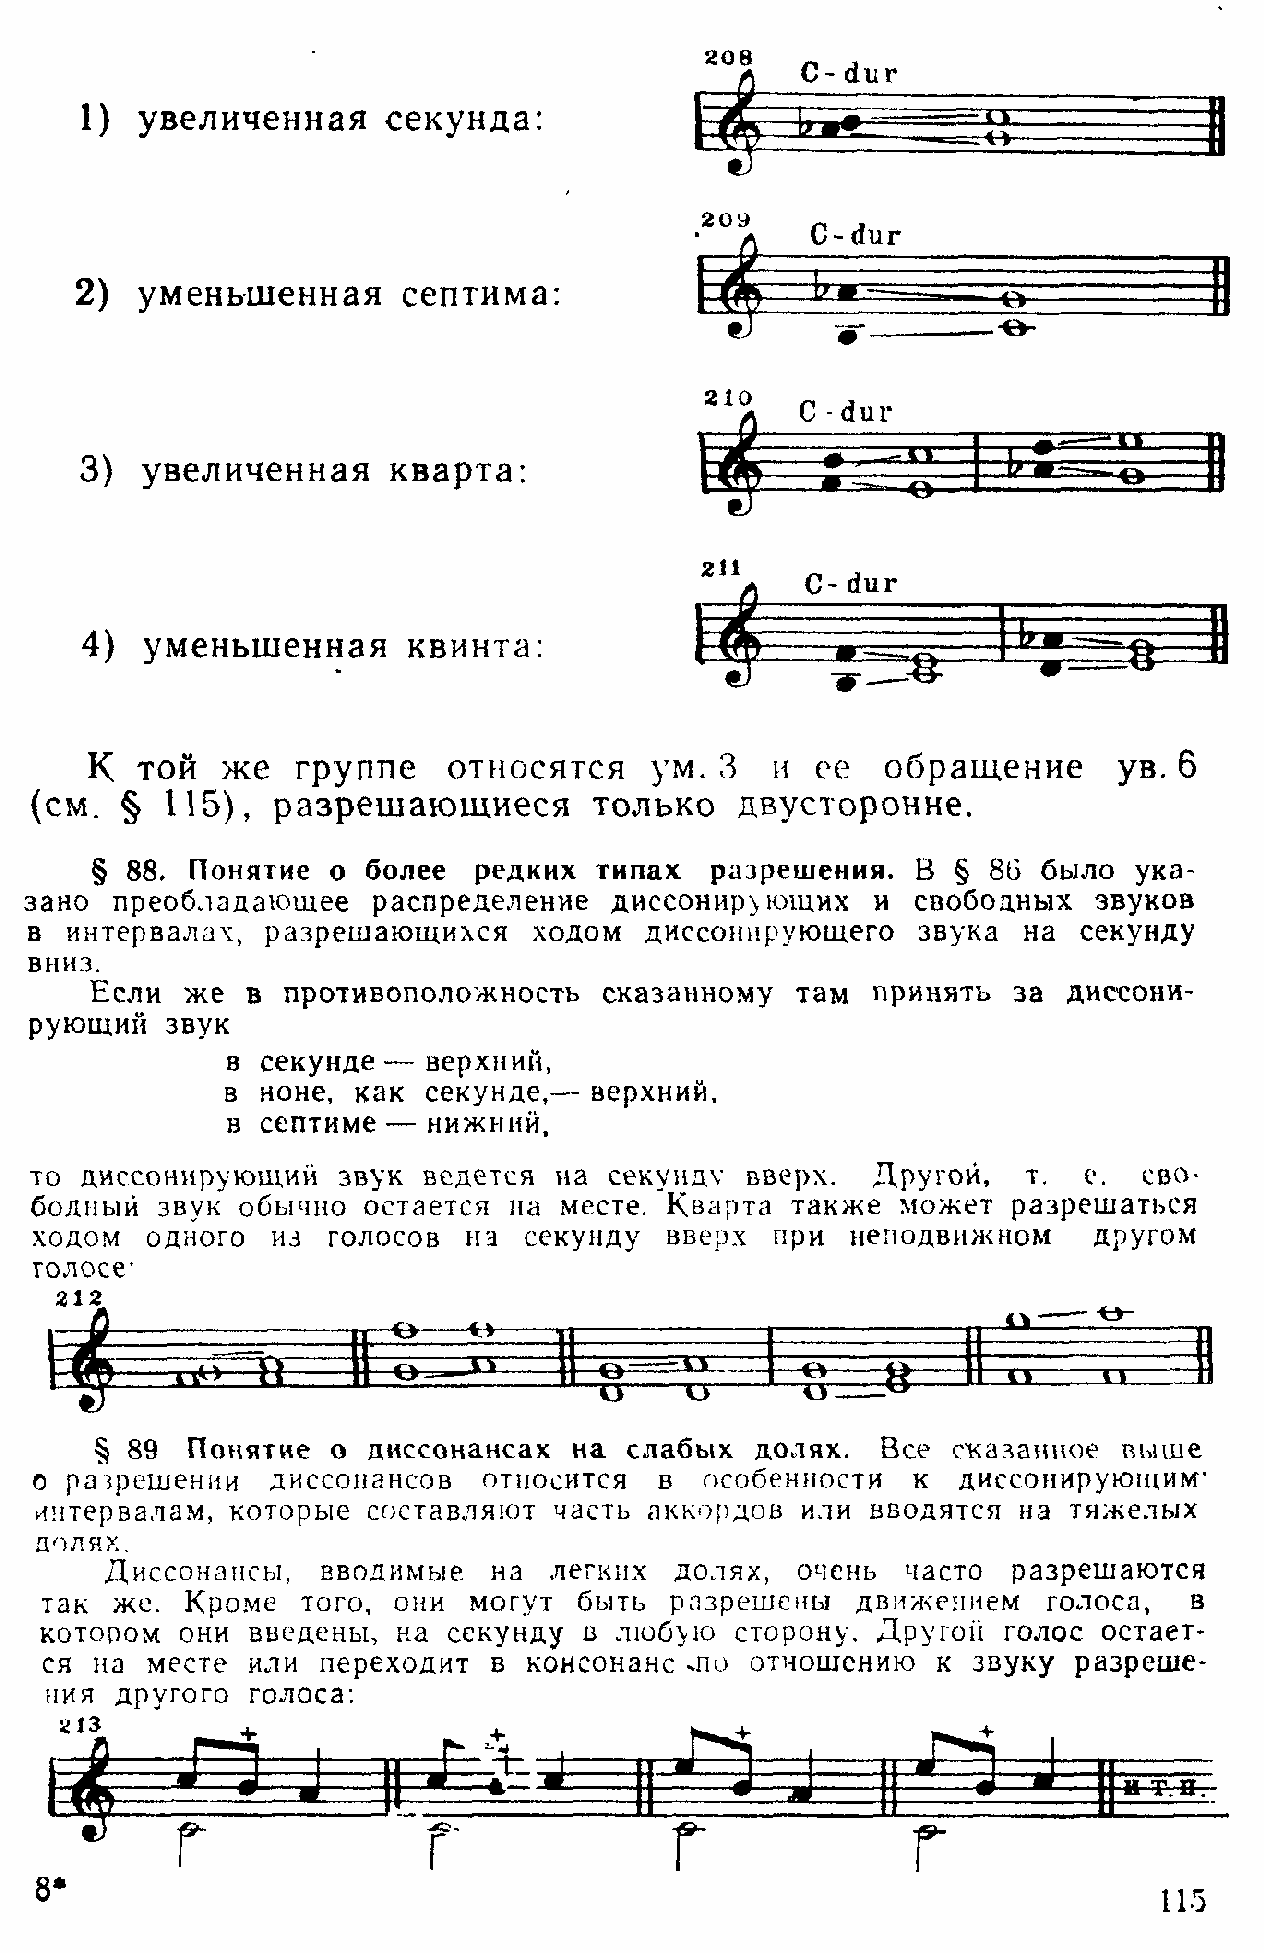 208
C-dur
1) увеличенная секунда:
209
C-dur
2) уменьшенная септима:
210
C-dur
3) увеличенная кварта:
211
C-dur
4) уменьшенная квинта:
К той же группе относятся ум. 3 и ее обращение ув. 6
(см. § 115), разрешающиеся только двусторонне.
§ 88. Понятие о более редких типах разрешения. В § 86 было ука-
зано преобладающее распределение диссонирующих и свободных звуков
в интервалах, разрешающихся ходом диссонирующего звука на секунду
вниз.
Если же в противоположность сказанному там принять за диссони-
рующий звук
в секунде — верхний,
в ноне, как секунде,— верхний,
в септиме — нижний,
то диссонирующий звук ведется на секунду вверх. Другой, т. е. сво-
бодный звук обычно остается на месте. Кварта также может разрешаться
ходом одного из голосов на секунду вверх при неподвижном другом
голосе:
212
§ 89 Понятие о диссонансах на слабых долях. Все сказанное выше
о разрешении диссонансов относится в особенности к диссонирующим
интервалам, которые составляют часть аккордов или вводятся на тяжелых
долях.
Диссонансы, вводимые на легких долях, очень часто разрешаются
так же. Кроме того, они могут быть разрешены движением голоса, в
котором они введены, на секунду в любую сторону. Другой голос остает-
ся на месте или переходит в консонанс по отношению к звуку разреше-
ния другого голоса:
213
и т. п.
8*
115